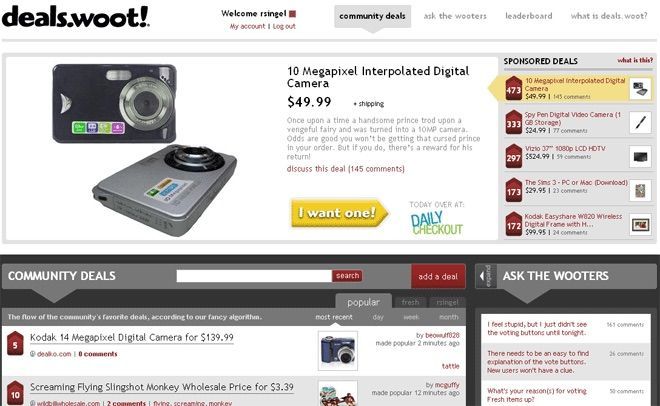 deals.woot!
Welcome rsingel
My account | Log out
community deals
ask the wooters
leaderboard
what is deals. woot?
10 Megapixel Interpolated Digital
Camera
$49.99 + shipping
Once upon a time a handsome prince trod upon a
vengeful fairy and was turned into a 10MP camera.
Odds are good you won't be getting that cursed prince
in your order. But if you do, there's a reward for his
return!
discuss this deal (145 comments)
I want one!
TODAY OVER AT:
DAILY
CHECKOUT
SPONSORED DEALS what is this?
473
10 Megapixel Interpolated Digital
Camera
$49.99 | 145 comments
333
Spy Pen Digital Video Camera (1
GB Storage)
$24.99 | 77 comments
297
Vizio 37" 1080p LCD HDTV
$524.99 | 59 comments
173
The Sims 3 - PC or Mac (Download)
$29.95 | 23 comments
172
Kodak Easyshare W820 Wireless
Digital Frame with H...
$99.95 | 24 comments
COMMUNITY DEALS
search
add a deal
popular
fresh
rsingel
The flow of the community's favorite deals, according to our fancy algorithm.
most recent
day
week
month
5
Kodak 14 Megapixel Digital Camera for $139.99
dealko.com | 0 comments
by beowulf828
made popular 2 minutes ago
tattle
10
Screaming Flying Slingshot Monkey Wholesale Price for $3.39
wildbillwholesale.com | 2 comments | flying, screaming, monkey
by mcguffy
made popular 12 minutes ago
expand
ASK THE WOOTERS
I feel stupid, but I just didn't see
the voting buttons until tonight.
161 comments
There needs to be an easy to find
explanation of the voting buttons.
New users won't have a clue.
26 comments
What's your reason(s) for voting
Fresh items up?
51 comments